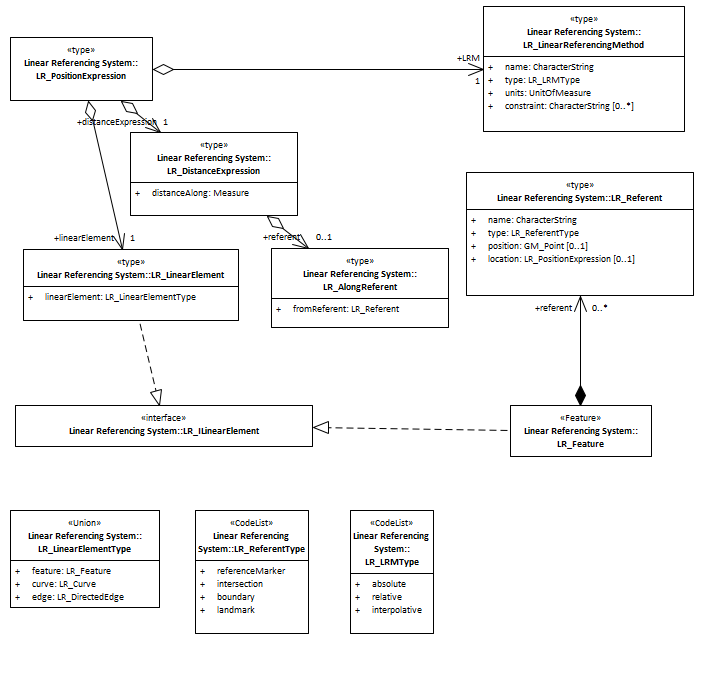 «type»
Linear Referencing System::
LR_PositionExpression
«type»
Linear Referencing System::
LR_LinearReferencingMethod
+ name: CharacterString
+ type: LR_LRMType
+ units: UnitOfMeasure
+ constraint: CharacterString [0..*]
+LRM
1
+distanceExpression 1
«type»
Linear Referencing System::
LR_DistanceExpression
+ distanceAlong: Measure
«type»
Linear Referencing System::LR_Referent
+ name: CharacterString
+ type: LR_ReferentType
+ position: GM_Point [0..1]
+ location: LR_PositionExpression [0..1]
+linearElement 1
+referent 0..1
«type»
Linear Referencing System::LR_LinearElement
+ linearElement: LR_LinearElementType
«type»
Linear Referencing System::
LR_AlongReferent
+ fromReferent: LR_Referent
+referent 0..*
«interface»
Linear Referencing System::LR_ILinearElement
«Feature»
Linear Referencing System::
LR_Feature
«Union»
Linear Referencing System::
LR_LinearElementType
+ feature: LR_Feature
+ curve: LR_Curve
+ edge: LR_DirectedEdge
«CodeList»
Linear Referencing
System::LR_ReferentType
+ referenceMarker
+ intersection
+ boundary
+ landmark
«CodeList»
Linear Referencing
System::
LR_LRMType
+ absolute
+ relative
+ interpolative